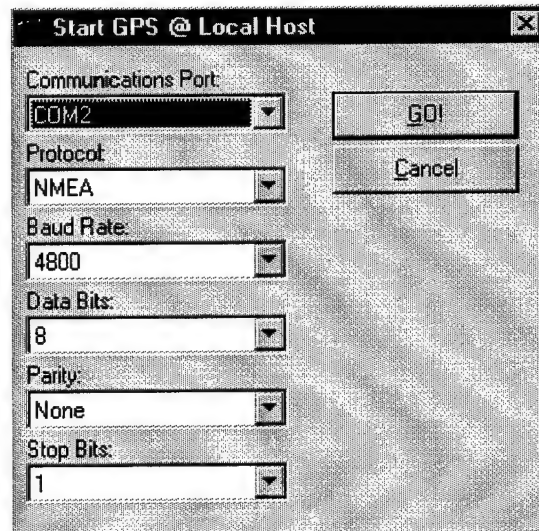 Start GPS @ Local Host
Communications Port:
COM2
GO!
Protocol:
NMEA
Cancel
Baud Rate:
4800
Data Bits:
8
Parity:
None
Stop Bits:
1